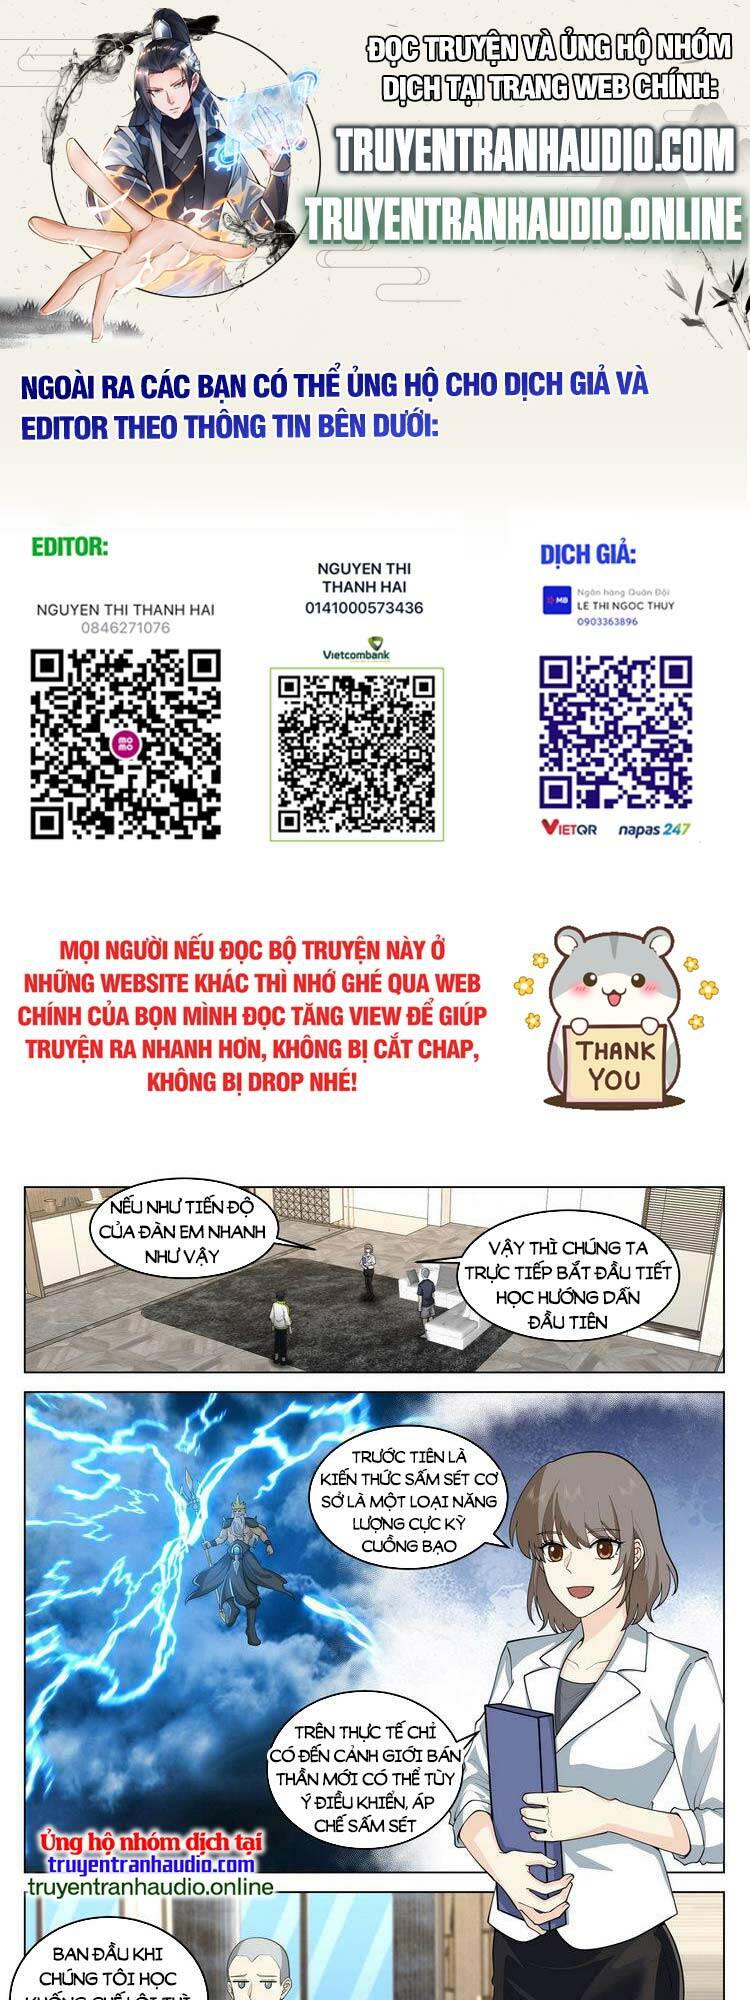 ĐỌC TRUYỆN VÀ ỦNG HỘ NHÓM
DỊCH TẠI TRANG WEB CHÍNH:
TRUYENTRANHAUDIO.COM
TRUYENTRANHAUDIO.ONLINE
NGOÀI RA CÁC BẠN CÓ THỂ ỦNG HỘ CHO DỊCH GIẢ VÀ
EDITOR THEO THÔNG TIN BÊN DƯỚI:
EDITOR:
NGUYEN THI THANH HAI
0846271076
momo
NGUYEN THI
THANH HAI
0141000573436
Vietcombank
DỊCH GIẢ:
MB
Ngân hàng Quân Đội
LE THI NGOC THUY
0903363896
VIETQR napas 247
MỌI NGƯỜI NẾU ĐỌC BỘ TRUYỆN NÀY Ở
NHỮNG WEBSITE KHÁC THÌ NHỚ GHÉ QUA WEB
CHÍNH CỦA BỌN MÌNH ĐỌC TĂNG VIEW ĐỂ GIÚP
TRUYỆN RA NHANH HƠN, KHÔNG BỊ CẮT CHAP,
KHÔNG BỊ DROP NHÉ!
THANK
YOU
NẾU NHƯ TIẾN ĐỘ
CỦA ĐÀN EM NHANH
NHƯ VẬY
VẬY THÌ CHÚNG TA
TRỰC TIẾP BẮT ĐẦU TIẾT
HỌC HƯỚNG DẪN
ĐẦU TIÊN
TRƯỚC TIÊN LÀ
KIẾN THỨC SẤM SÉT CƠ
SỞ LÀ MỘT LOẠI NĂNG
LƯỢNG CỰC KỲ
CUỒNG BẠO
TRÊN THỰC TẾ CHỈ
CÓ ĐẾN CẢNH GIỚI BÁN
THẦN MỚI CÓ THỂ TÙY
Ý ĐIỀU KHIỂN, ÁP
CHẾ SẤM SÉT
Ủng hộ nhóm dịch tại
truyentranhaudio.com
truyentranhaudio.online
BAN ĐẦU KHI
CHÚNG TÔI HỌC
KHỐNG CHẾ LÔI THÌ